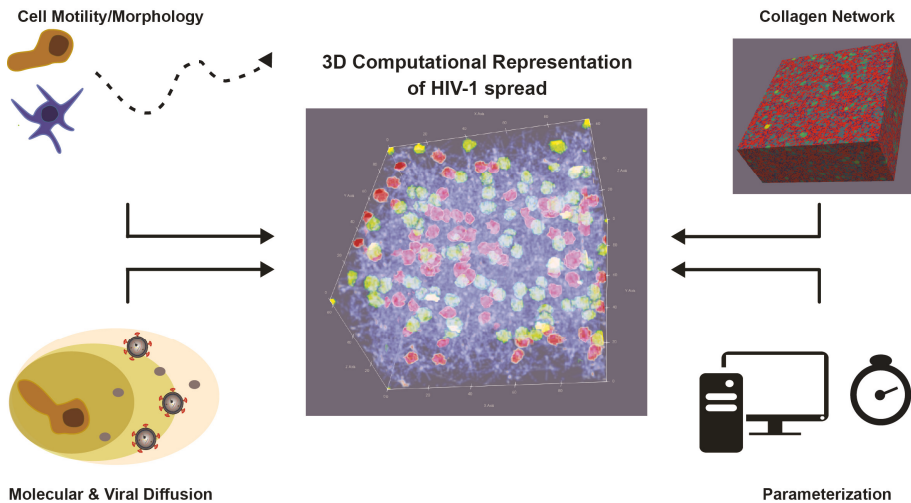 Cell Motility/Morphology
Collagen Network
3D Computational Representation
of HIV-1 spread
Molecular & Viral Diffusion
Parameterization